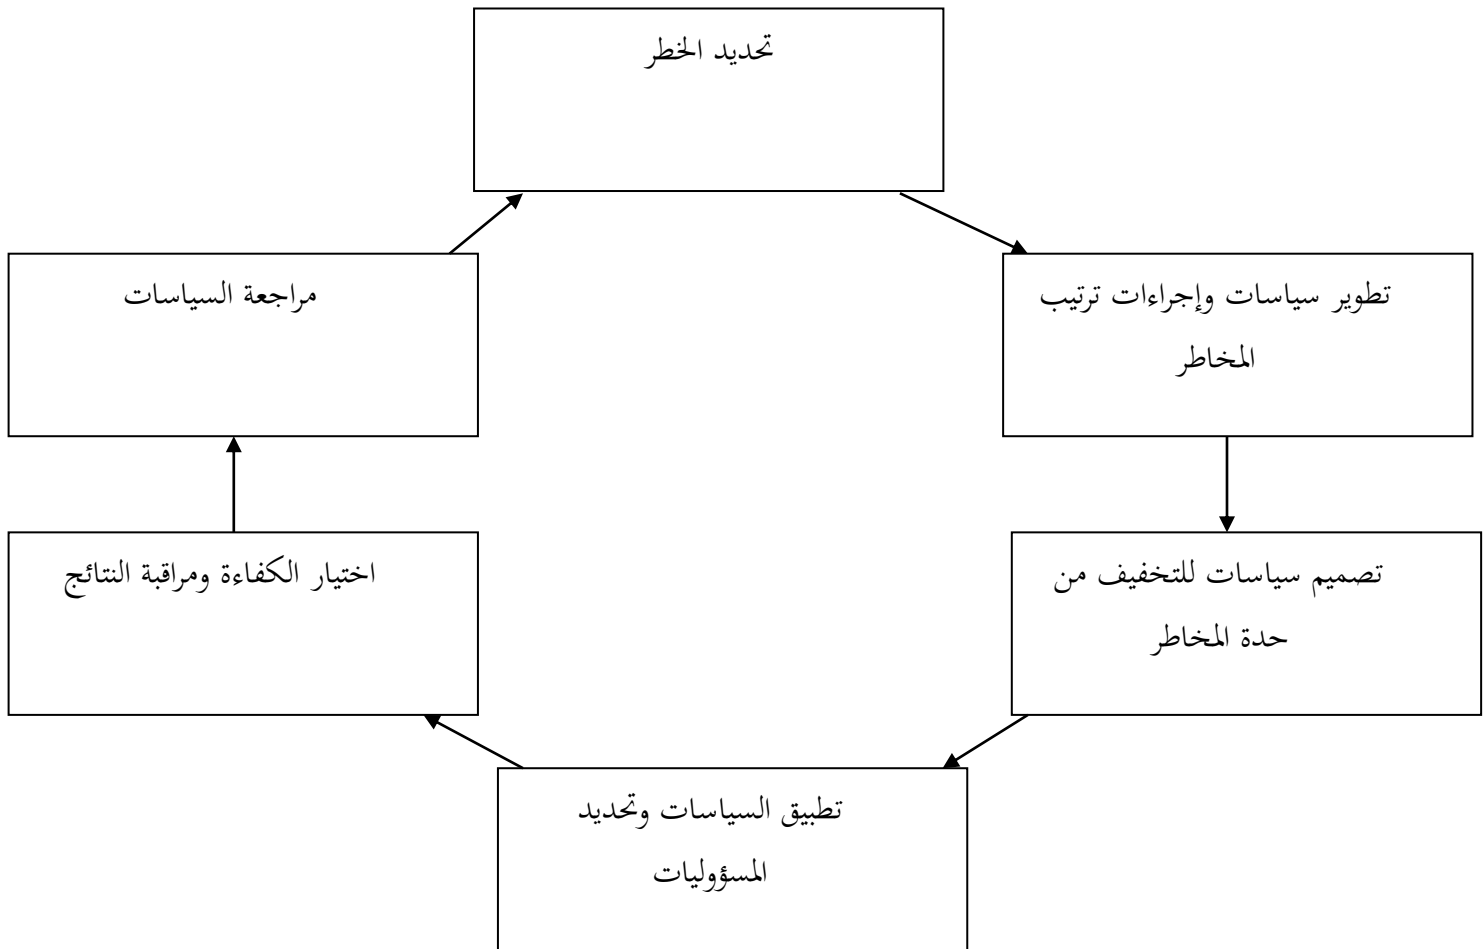 تحديد الخطر
تطوير سياسات وإجراءات ترتيب
المخاطر
تصميم سياسات للتخفيف من
حدة المخاطر
تطبيق السياسات وتحديد
المسؤوليات
اختيار الكفاءة ومراقبة النتائج
مراجعة السياسات